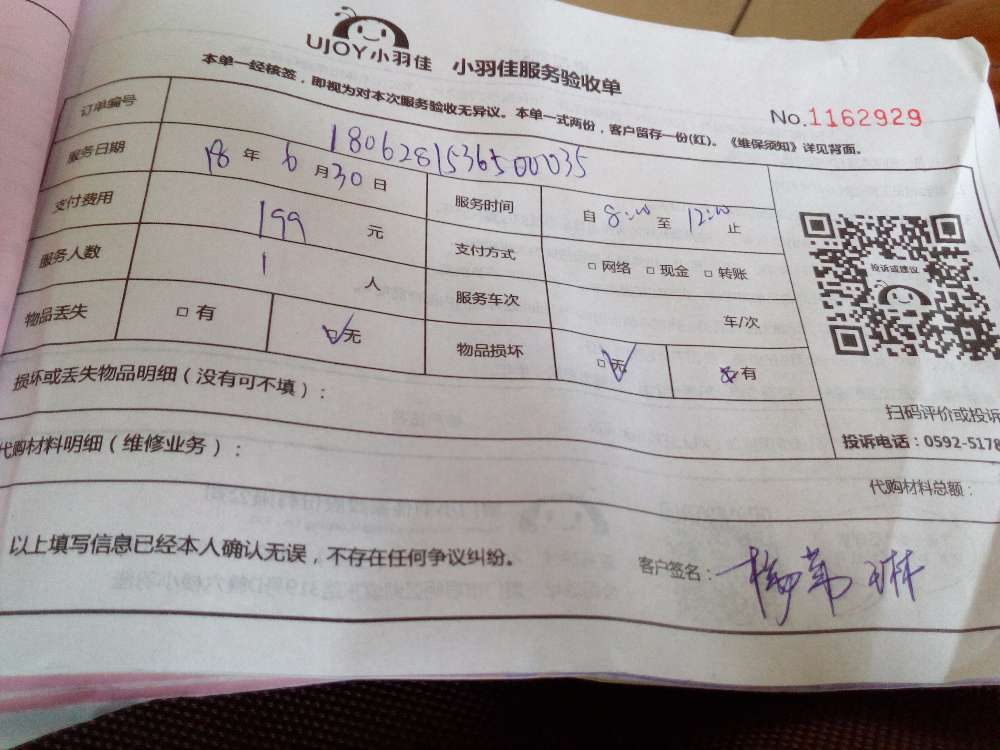 UJOY小羽佳 小羽佳服务验收单
本单一经核签，即视为对本次服务验收无异议。本单一式两份，客户留存一份(红)。《维保须知》详见背面。
No.1162929
订单编号 180628153650035
服务日期 18 年 6 月 30 日 服务时间 自 8:00 至 12:00 止
支付费用 199 元 支付方式 □ 网络 □ 现金 □ 转账
服务人数 1 人 服务车次 车/次
物品丢失 □ 有 □ 无 物品损坏 □ 无 □ 有
投诉或建议
损坏或丢失物品明细（没有可不填）：
扫码评价或投诉
投诉电话：0592-5178
代购材料明细（维修业务）：
代购材料总额：
以上填写信息已经本人确认无误，不存在任何争议纠纷。
客户签名：